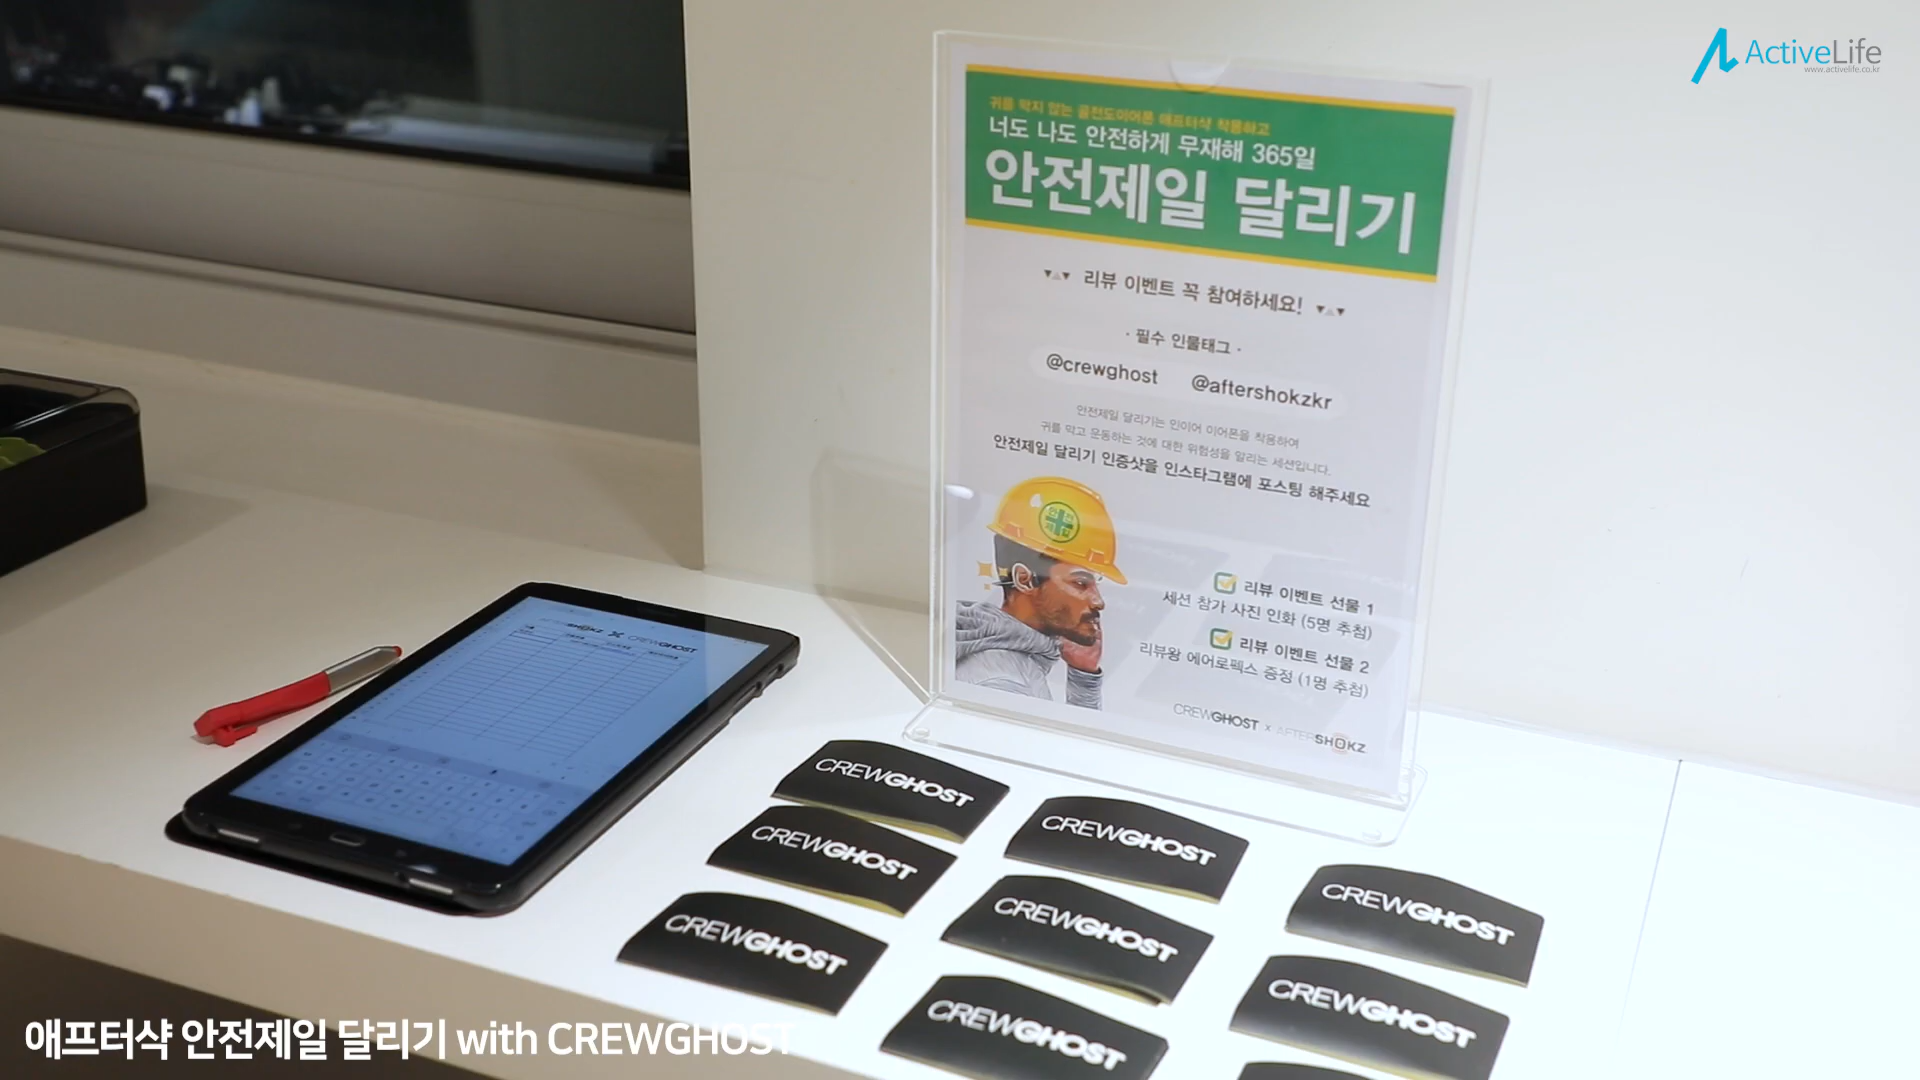 ActiveLife
www.activelife.co.kr
귀를 막지 않는 골전도이어폰 애프터샥 착용하고
너도 나도 안전하게 무재해 365일
안전제일 달리기
리뷰 이벤트 꼭 참여하세요!
· 필수 인물태그 ·
@crewghost @aftershokzkr
안전제일 달리기는 인이어 이어폰을 착용하여
귀를 막고 운동하는 것에 대한 위험성을 알리는 세션입니다.
안전제일 달리기 인증샷을 인스타그램에 포스팅 해주세요
안전
제일
리뷰 이벤트 선물 1
세션 참가 사진 인화 (5명 추첨)
리뷰 이벤트 선물 2
리뷰왕 에어로펙스 증정 (1명 추첨)
CREWGHOST x AFTERSHOKZ
AFTERSHOKZ CREWGHOST
CREWGHOST
CREWGHOST
CREWGHOST
CREWGHOST
CREWGHOST
CREWGHOST
CREWGHOST
CREWGHOST
애프터샥 안전제일 달리기 with CREWGHOST